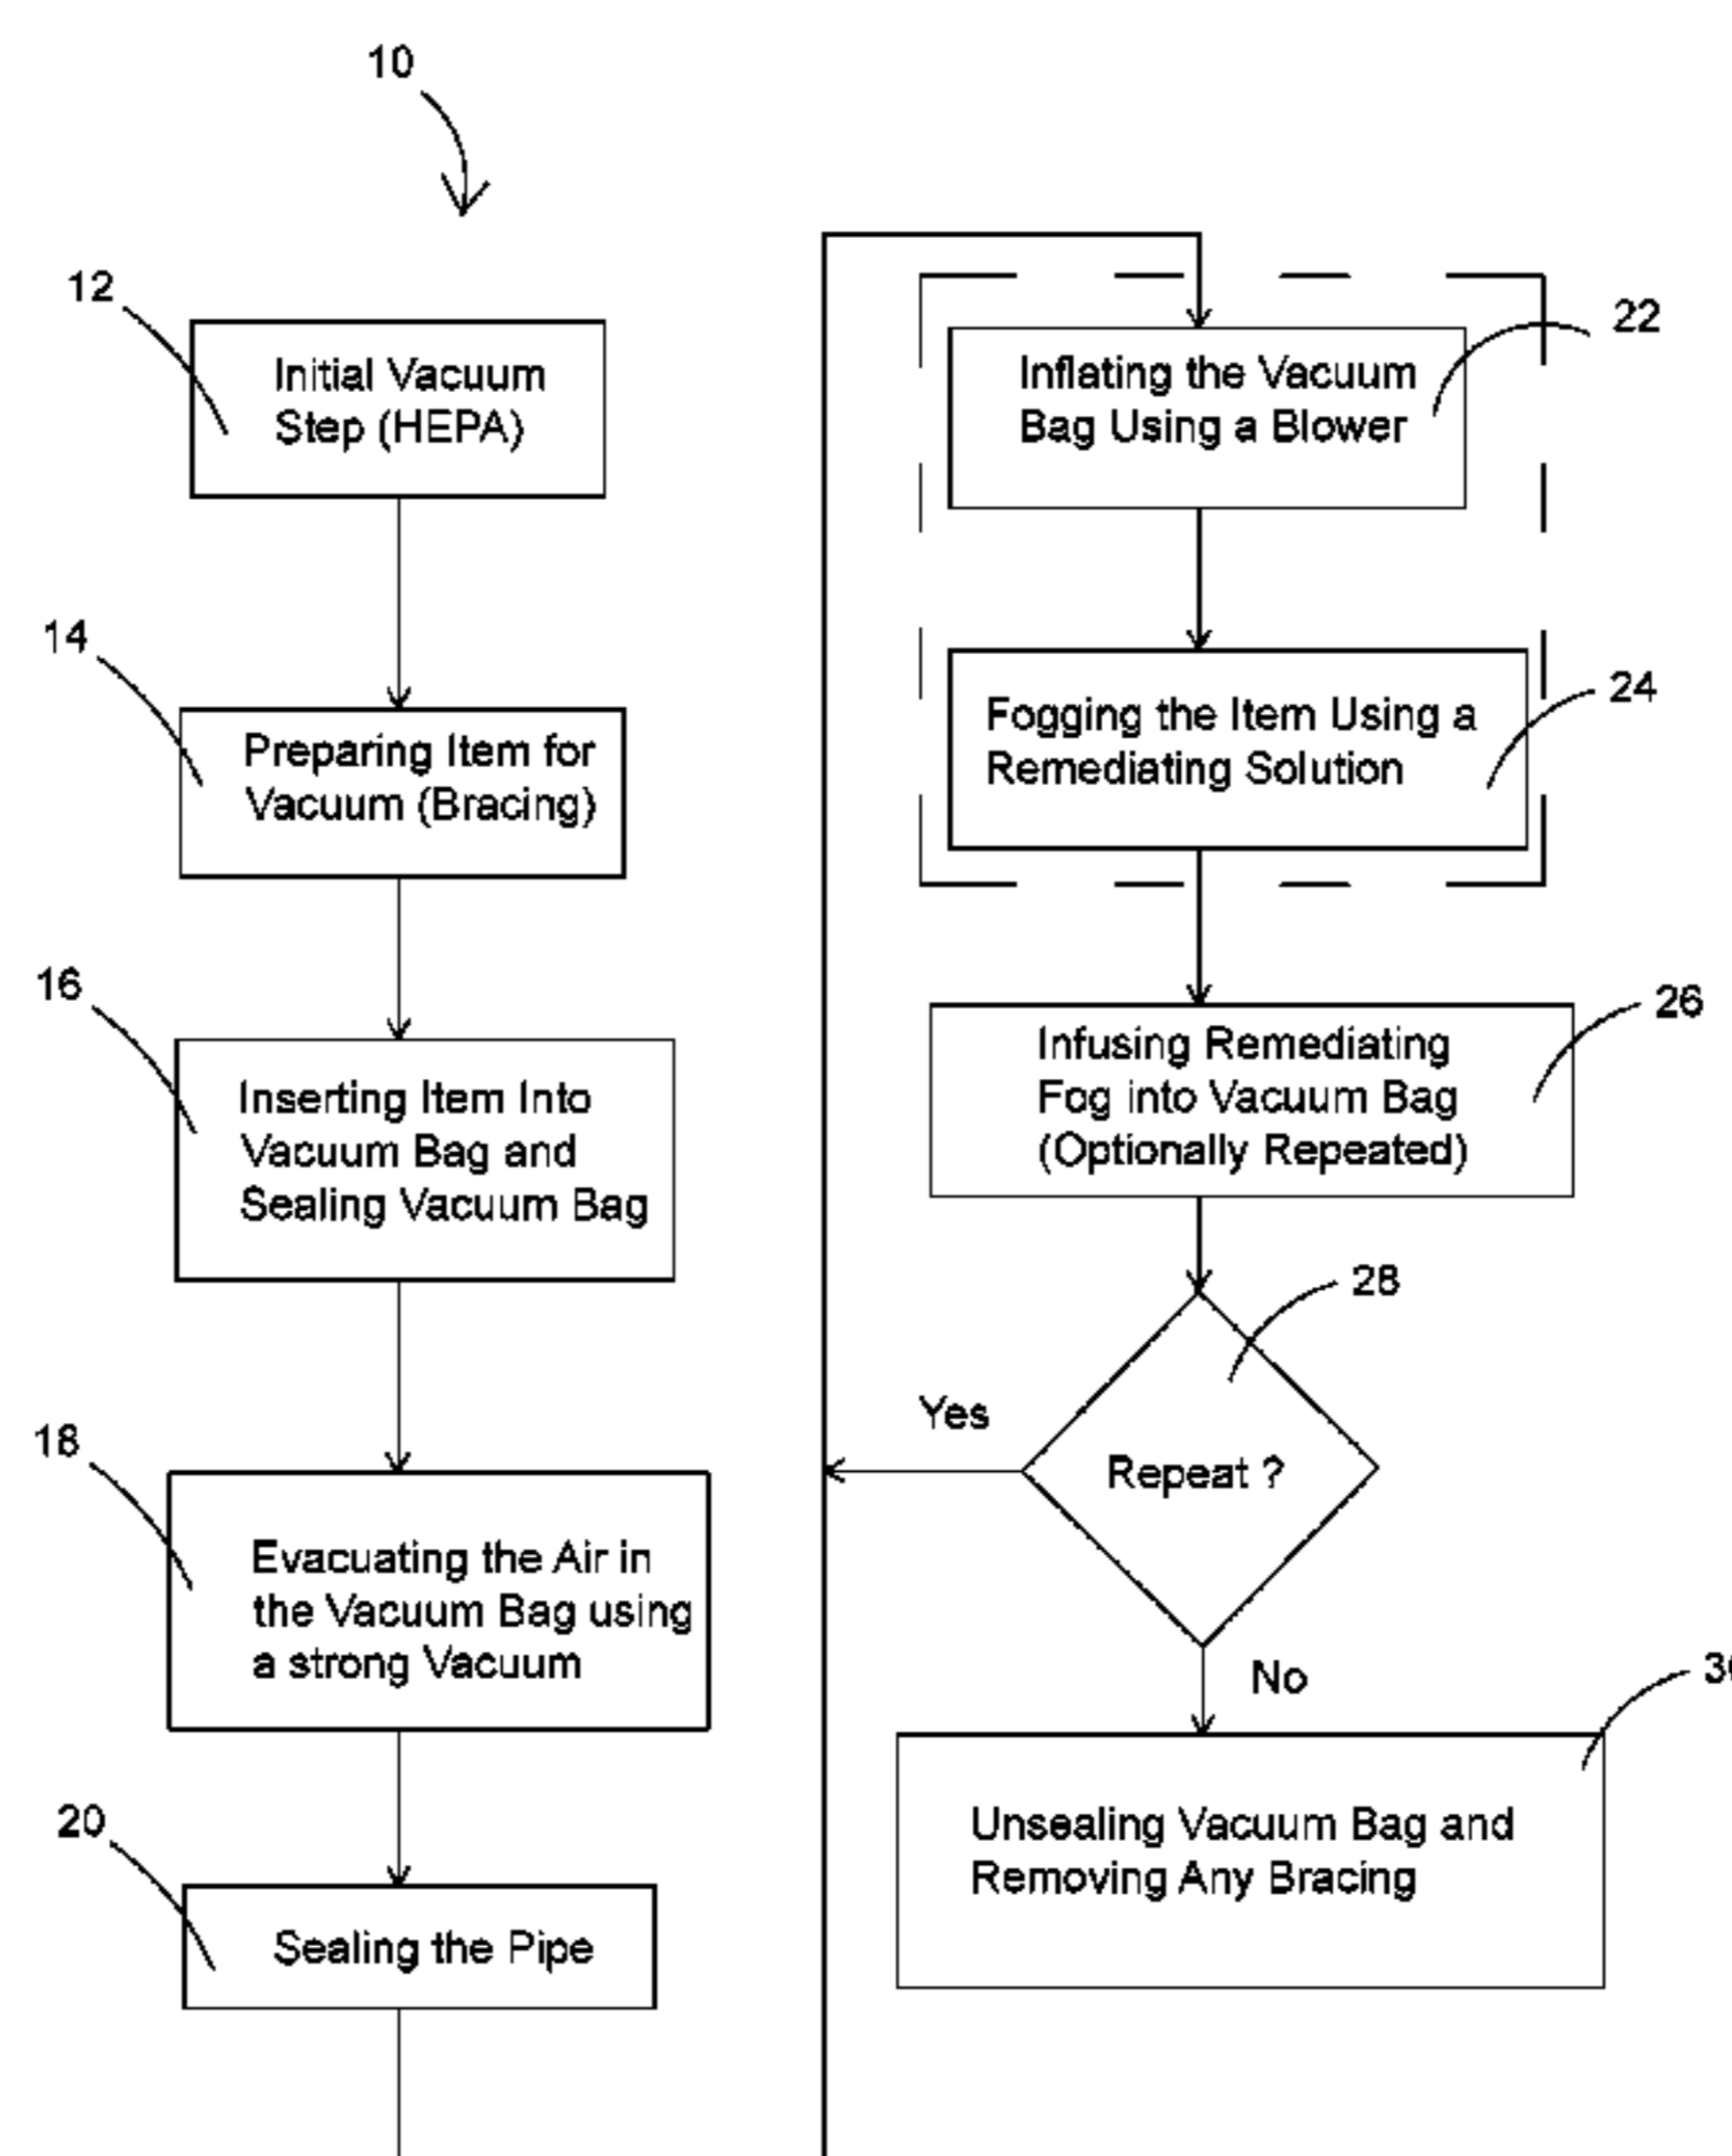 10
12
Initial Vacuum
Step (HEPA)
14
Preparing Item for
Vacuum (Bracing)
16
Inserting Item Into
Vacuum Bag and
Sealing Vacuum Bag
18
Evacuating the Air in
the Vacuum Bag using
a strong Vacuum
20
Sealing the Pipe
22
Inflating the Vacuum
Bag Using a Blower
24
Fogging the Item Using a
Remediating Solution
26
Infusing Remediating
Fog into Vacuum Bag
(Optionally Repeated)
28
Repeat ?
Yes
No
Unsealing Vacuum Bag and
Removing Any Bracing